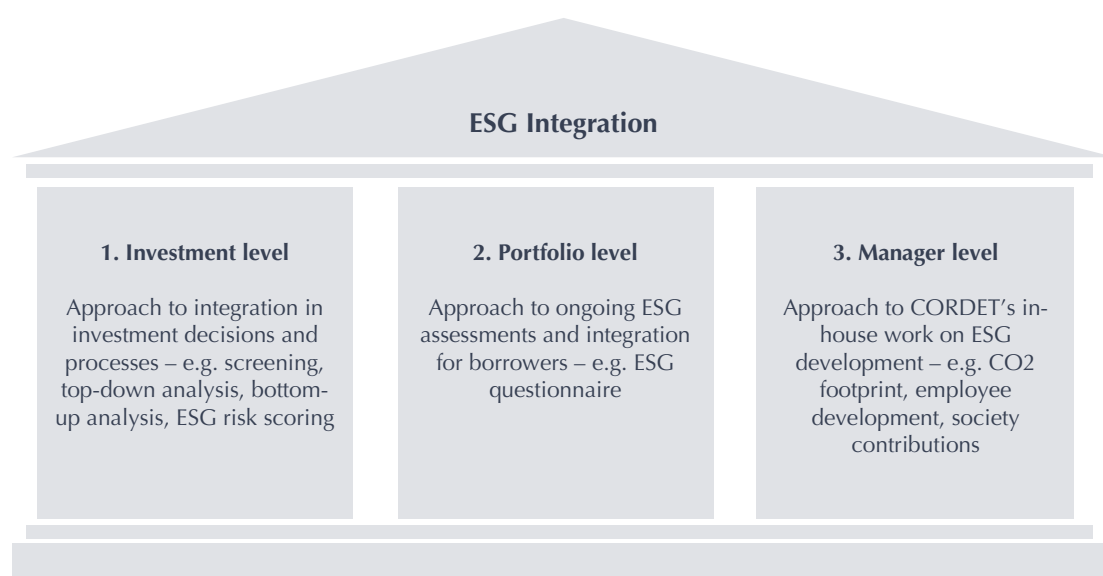 ESG Integration
1. Investment level
Approach to integration in
investment decisions and
processes – e.g. screening,
top-down analysis, bottom-
up analysis, ESG risk scoring
2. Portfolio level
Approach to ongoing ESG
assessments and integration
for borrowers – e.g. ESG
questionnaire
3. Manager level
Approach to CORDET’s in-
house work on ESG
development – e.g. CO2
footprint, employee
development, society
contributions